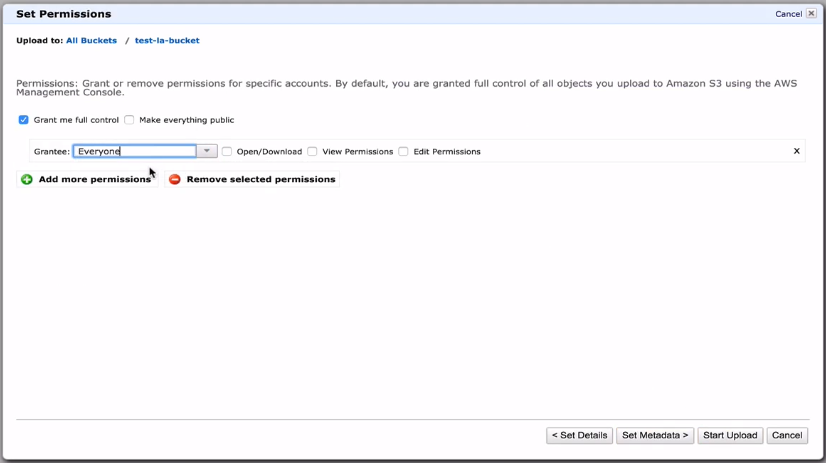 Set Permissions Cancel
Upload to: All Buckets / test-la-bucket
Permissions: Grant or remove permissions for specific accounts. By default, you are granted full control of all objects you upload to Amazon S3 using the AWS
Management Console.
Grant me full control Make everything public
Grantee: Everyone Open/Download View Permissions Edit Permissions x
Add more permissions Remove selected permissions
< Set Details Set Metadata > Start Upload Cancel